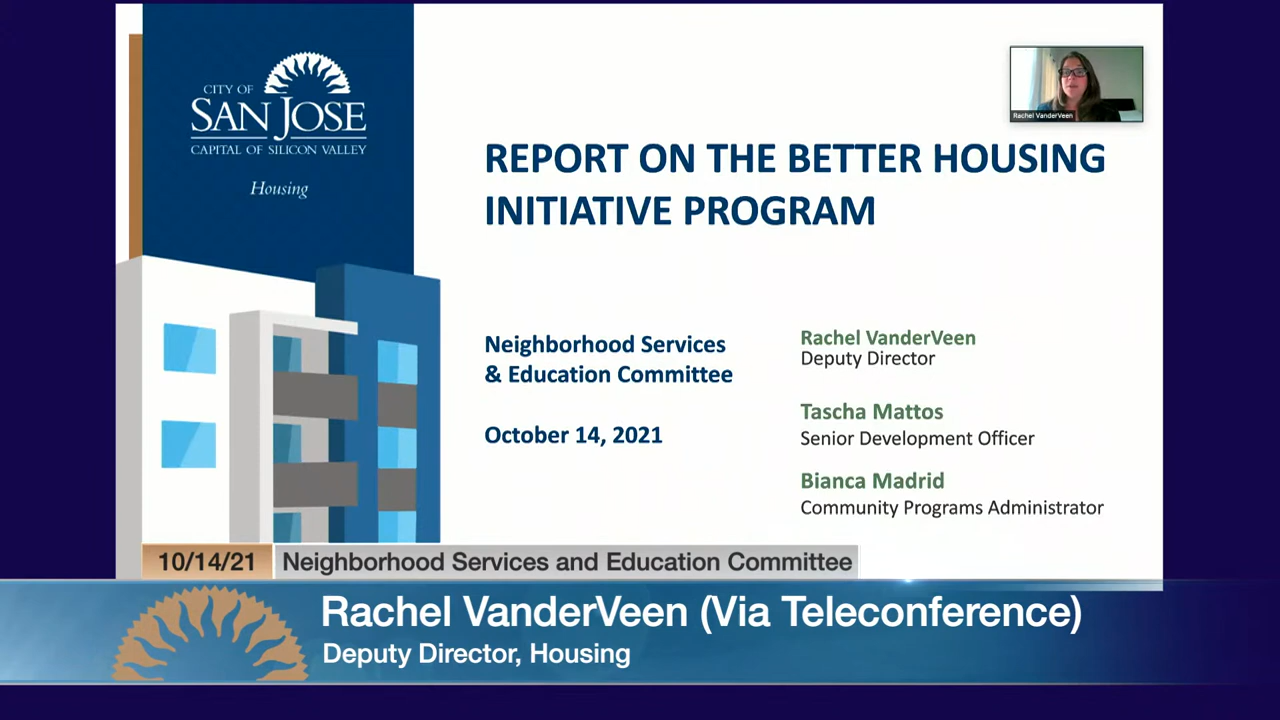 CITY OF
SAN JOSE
CAPITAL OF SILICON VALLEY
Housing
Rachel VanderVeen
REPORT ON THE BETTER HOUSING
INITIATIVE PROGRAM
Neighborhood Services
& Education Committee
October 14, 2021
Rachel VanderVeen
Deputy Director
Tascha Mattos
Senior Development Officer
Bianca Madrid
Community Programs Administrator
10/14/21 Neighborhood Services and Education Committee
Rachel VanderVeen (Via Teleconference)
Deputy Director, Housing